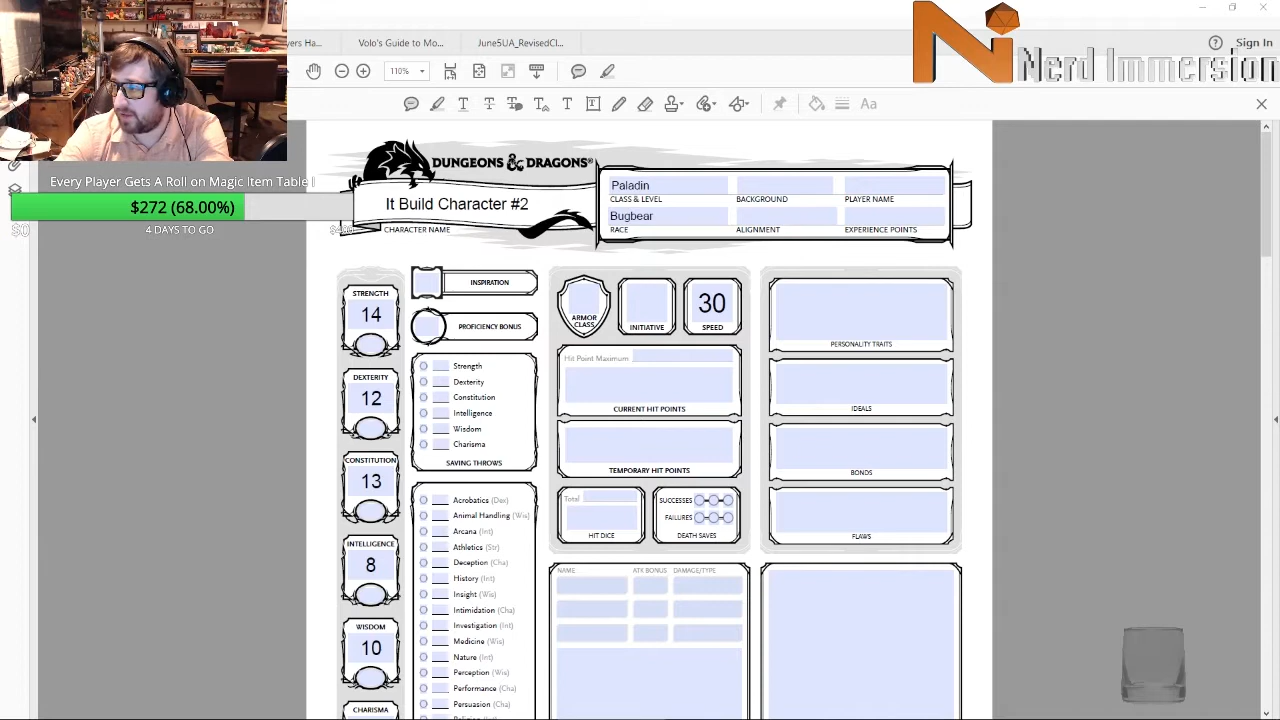 ers Ha...
Volo's Guide to Mo...
June5UA_RevisedCl...
Sign In
Nerd Immersion
110%
Aa
Every Player Gets A Roll on Magic Item Table
$272 (68.00%)
$0
4 DAYS TO GO
DUNGEONS & DRAGONS®
It Build Character #2
CHARACTER NAME
Paladin
CLASS & LEVEL
BACKGROUND
PLAYER NAME
Bugbear
RACE
ALIGNMENT
EXPERIENCE POINTS
STRENGTH
14
DEXTERITY
12
CONSTITUTION
13
INTELLIGENCE
8
WISDOM
10
CHARISMA
INSPIRATION
PROFICIENCY BONUS
Strength
Dexterity
Constitution
Intelligence
Wisdom
Charisma
SAVING THROWS
Acrobatics (Dex)
Animal Handling (Wis)
Arcana (Int)
Athletics (Str)
Deception (Cha)
History (Int)
Insight (Wis)
Intimidation (Cha)
Investigation (Int)
Medicine (Wis)
Nature (Int)
Perception (Wis)
Performance (Cha)
Persuasion (Cha)
ARMOR
CLASS
INITIATIVE
30
SPEED
Hit Point Maximum
CURRENT HIT POINTS
TEMPORARY HIT POINTS
Total
HIT DICE
SUCCESSES
FAILURES
DEATH SAVES
NAME
ATK BONUS
DAMAGE/TYPE
PERSONALITY TRAITS
IDEALS
BONDS
FLAWS